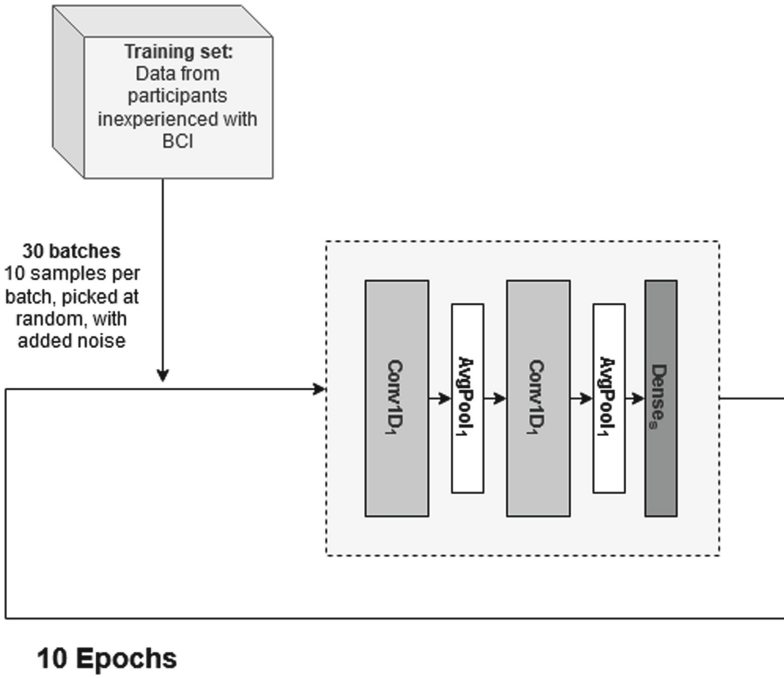 Training set:
Data from
participants
inexperienced with
BCI
30 batches
10 samples per
batch, picked at
random, with
added noise
Conv1D₁
AvgPool₁
Conv1D₁
AvgPool₁
Denseₛ
10 Epochs